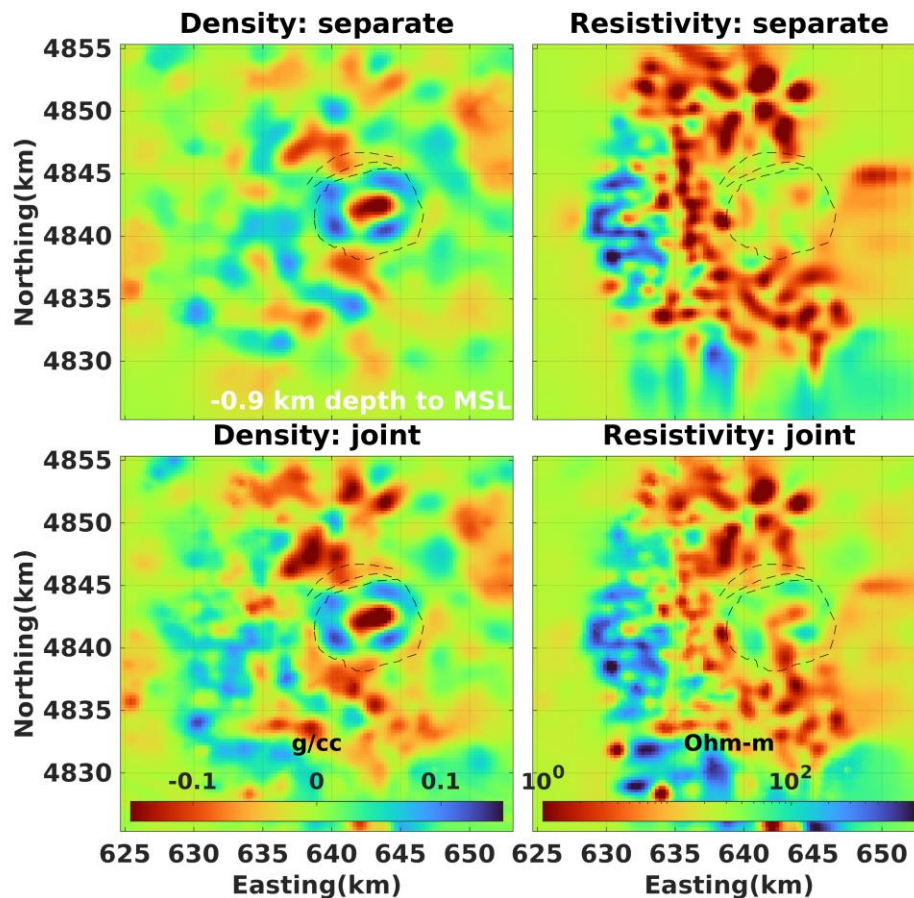 Density: separate
Resistivity: separate
4855
4850
4845
4840
4835
4830
Northing(km)
-0.9 km depth to MSL
Density: joint
Resistivity: joint
4855
4850
4845
4840
4835
4830
Northing(km)
g/cc
-0.1 0 0.1
Ohm-m
10⁰ 10²
625 630 635 640 645 650
625 630 635 640 645 650
Easting(km)
Easting(km)